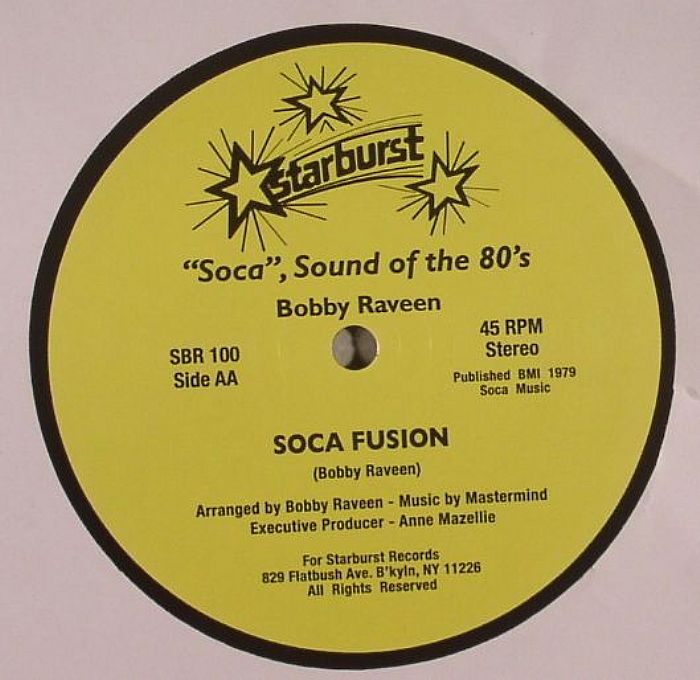 starburst
“Soca”, Sound of the 80's
Bobby Raveen
SBR 100
Side AA
45 RPM
Stereo
Published BMI 1979
Soca Music
SOCA FUSION
(Bobby Raveen)
Arranged by Bobby Raveen - Music by Mastermind
Executive Producer - Anne Mazellie
For Starburst Records
829 Flatbush Ave. B'kyln, NY 11226
All Rights Reserved